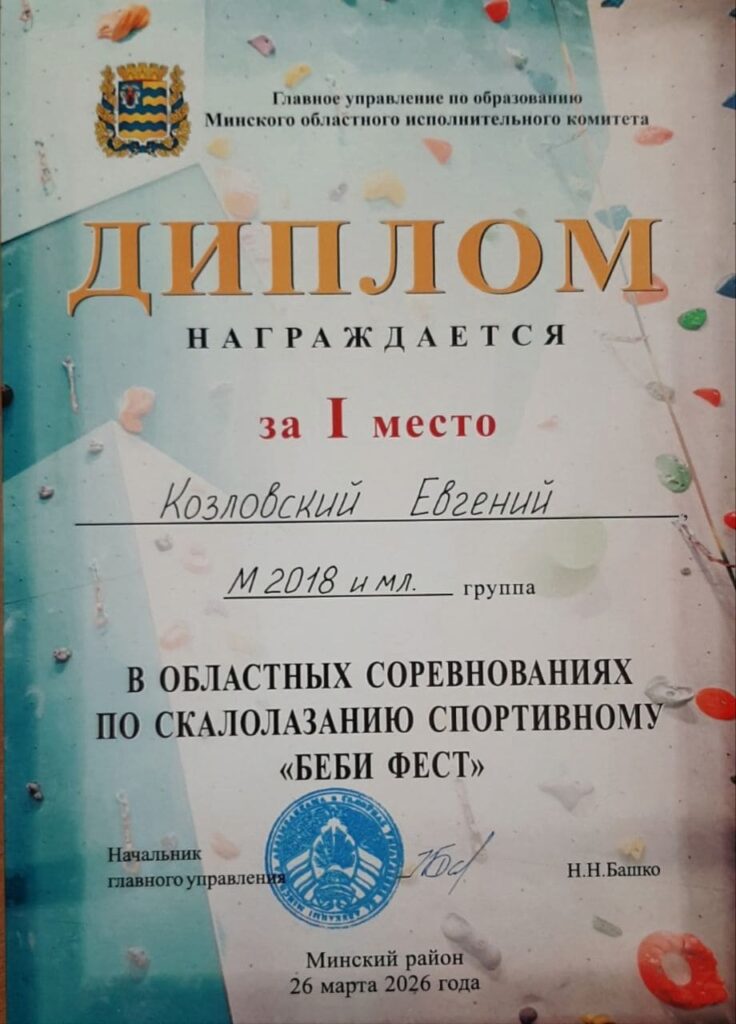 Главное управление по образованию
Минского областного исполнительного комитета
ДИПЛОМ
НАГРАЖДАЕТСЯ
за I место
Козловский Евгений
М 2018 и мл. группа
В ОБЛАСТНЫХ СОРЕВНОВАНИЯХ
ПО СКАЛОЛАЗАНИЮ СПОРТИВНОМУ
«БЕБИ ФЕСТ»
Начальник
главного управления
Н.Н.Башко
Минский район
26 марта 2026 года